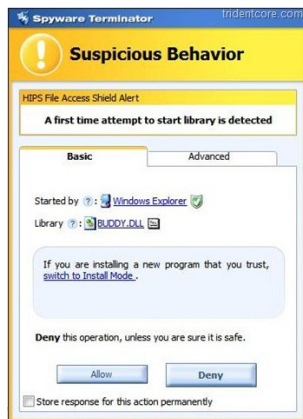 Spyware Terminator
tridentcore.com
Suspicious Behavior
HIPS File Access Shield Alert
A first time attempt to start library is detected
Basic
Advanced
Started by ? : Windows Explorer
Library ? : BUDDY.DLL
If you are installing a new program that you trust,
switch to Install Mode .
Deny this operation, unless you are sure it is safe.
Allow
Deny
Store response for this action permanently